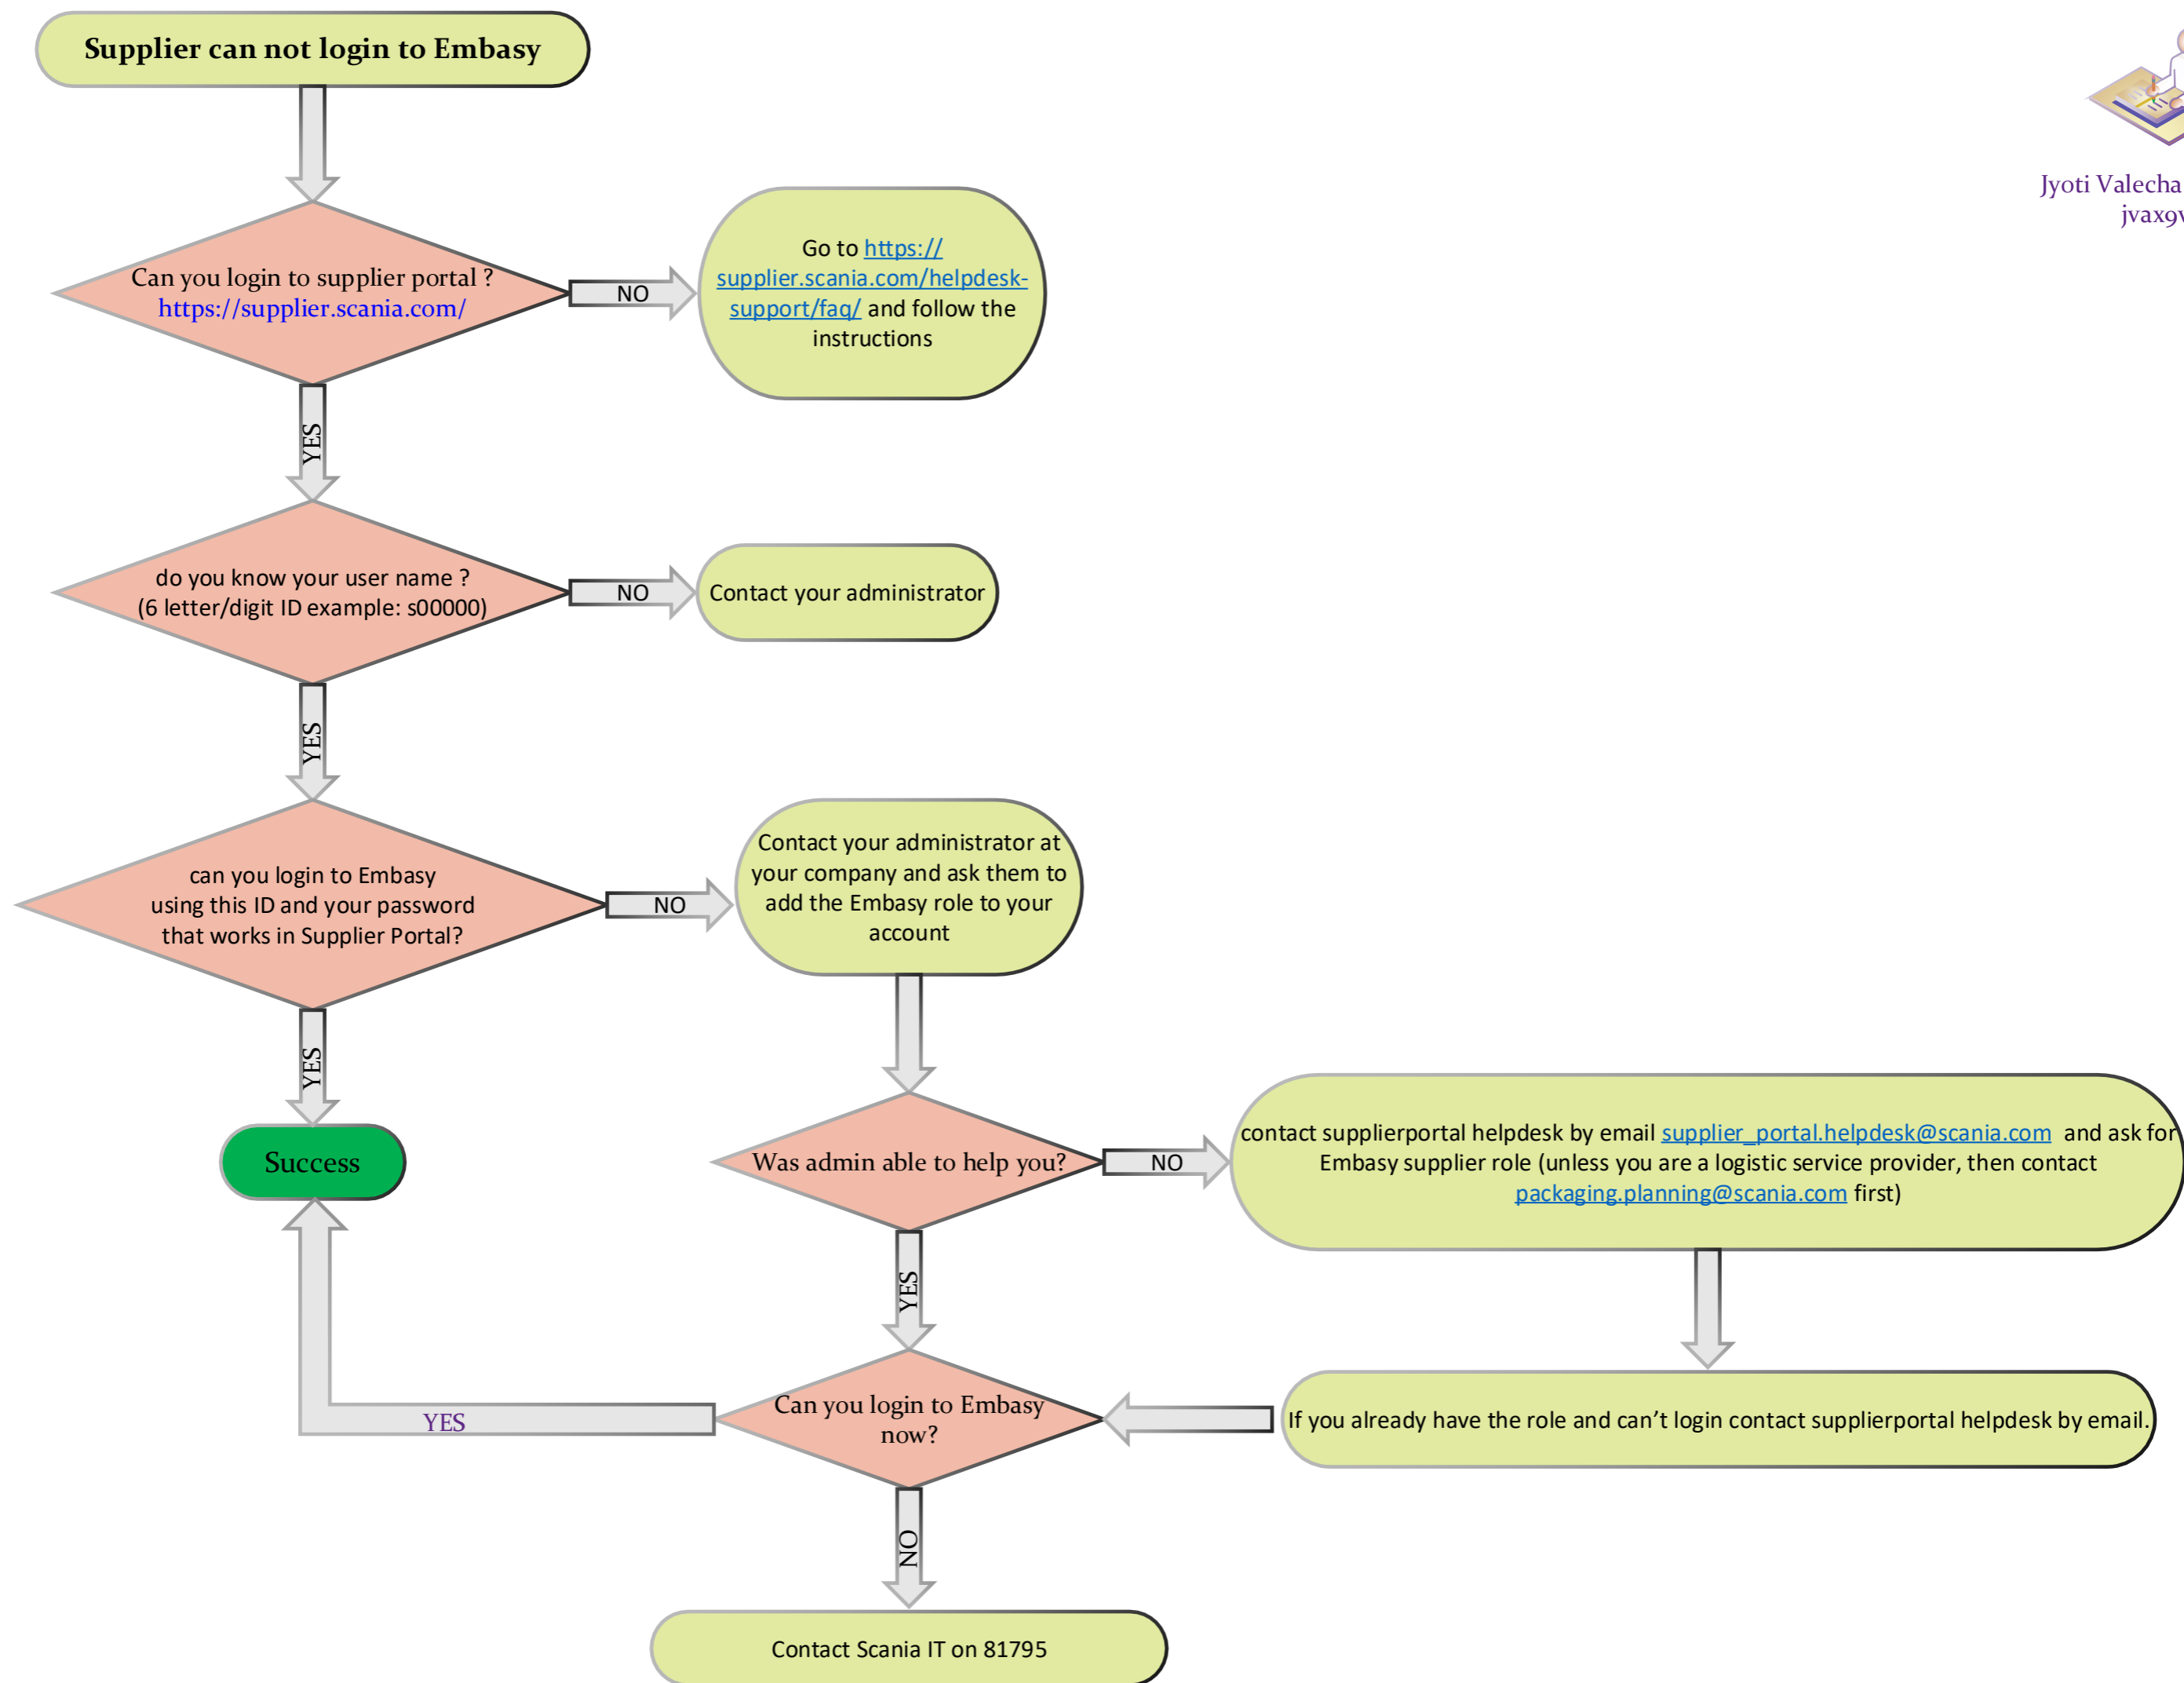 Supplier can not login to Embasy
Jyoti Valecha
Can you login to supplier portal ?
https://supplier.scania.com/
NO
Go to https://
supplier.scania.com/helpdesk-
support/faq/ and follow the
instructions
YES
do you know your user name ?
(6 letter/digit ID example: s00000)
NO
Contact your administrator
YES
can you login to Embasy
using this ID and your password
that works in Supplier Portal?
NO
Contact your administrator at
your company and ask them to
add the Embasy role to your
account
YES
Success
Was admin able to help you?
NO
contact supplierportal helpdesk by email supplier_portal.helpdesk@scania.com and ask for
Embasy supplier role (unless you are a logistic service provider, then contact
packaging.planning@scania.com first)
YES
Can you login to Embasy
now?
YES
If you already have the role and can’t login contact supplierportal helpdesk by email.
NO
Contact Scania IT on 81795